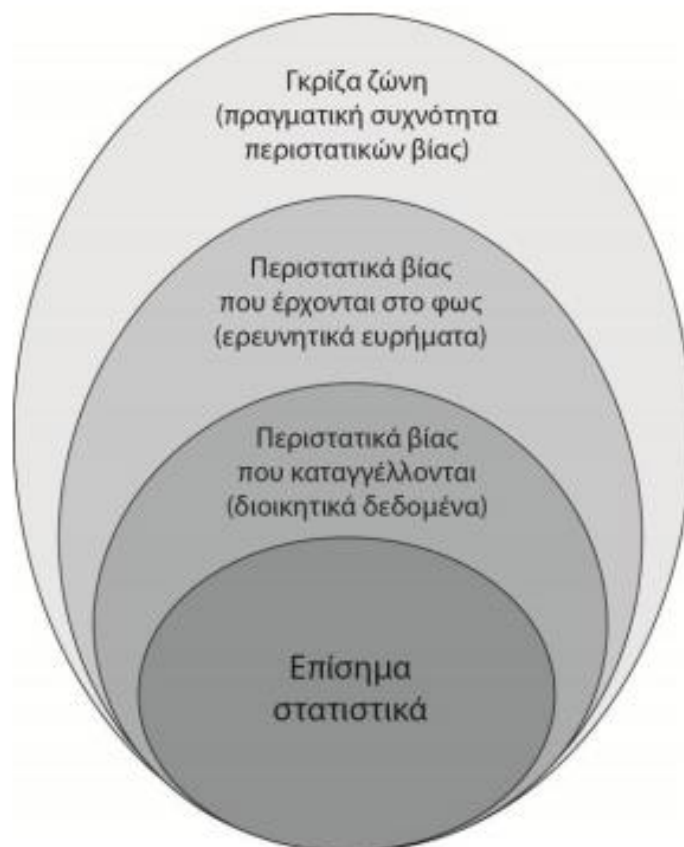 Γκρίζα ζώνη
(πραγματική συχνότητα
περιστατικών βίας)
Περιστατικά βίας
που έρχονται στο φως
(ερευνητικά ευρήματα)
Περιστατικά βίας
που καταγγέλλονται
(διοικητικά δεδομένα)
Επίσημα
στατιστικά